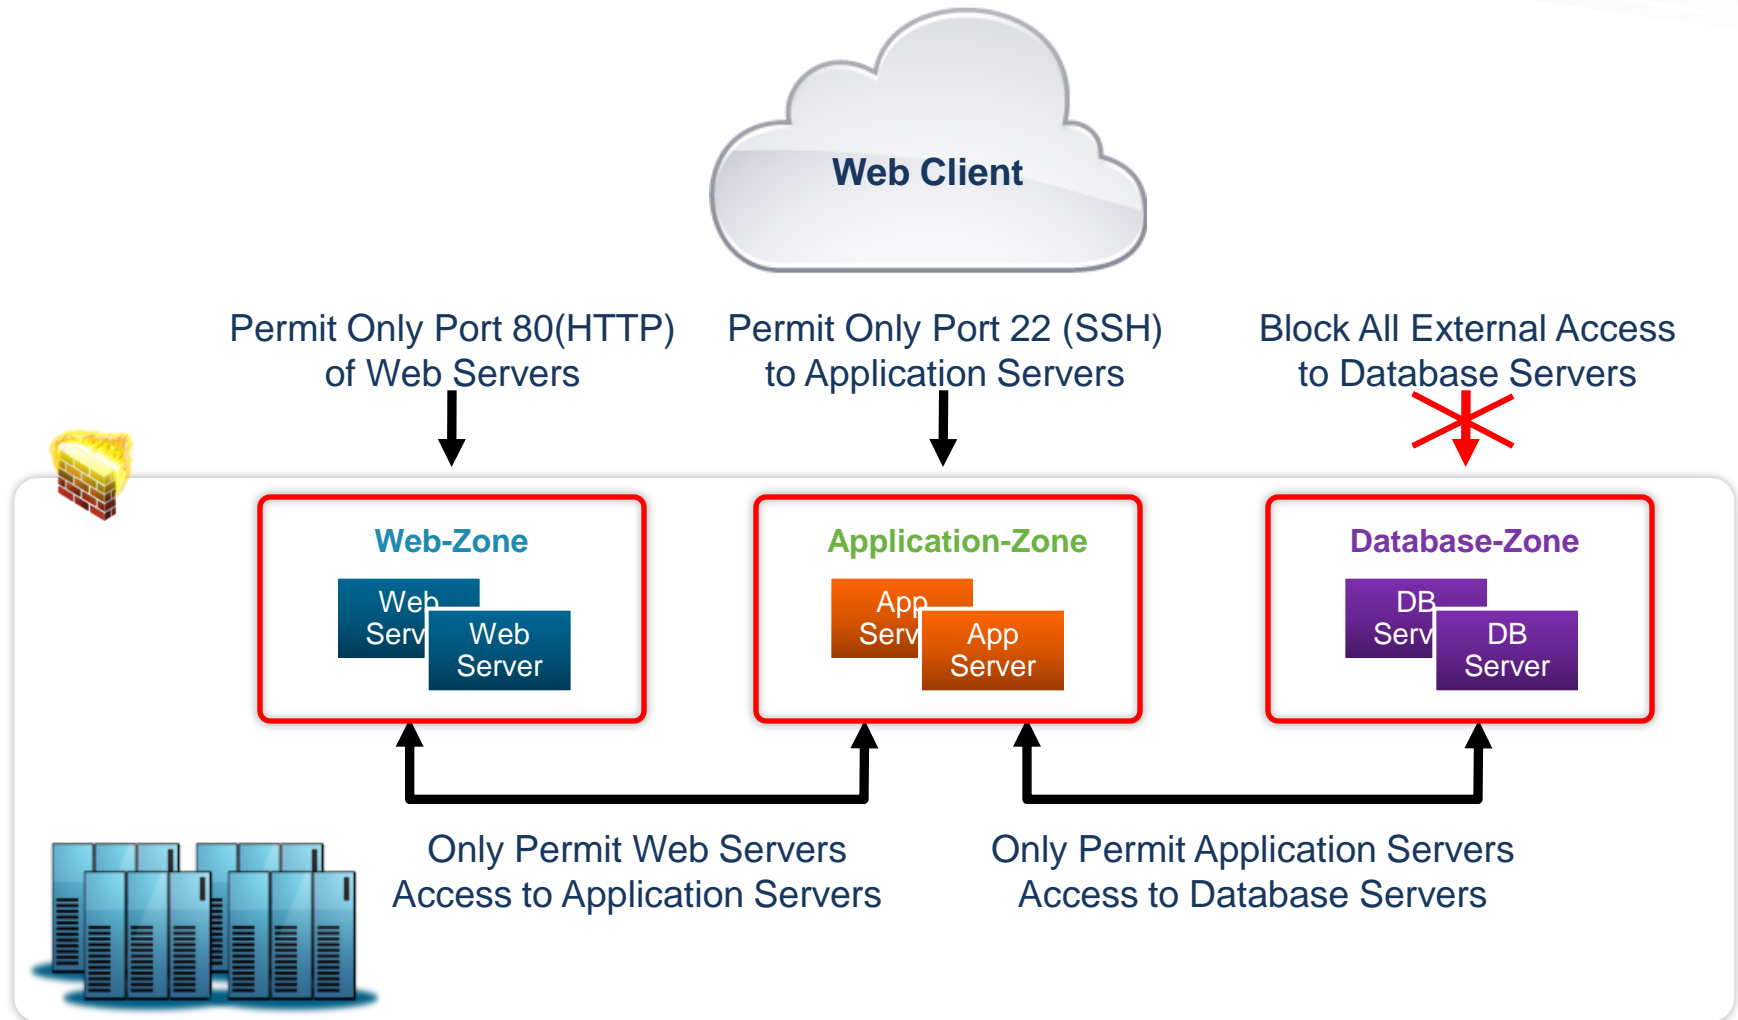 Web Client
Permit Only Port 80(HTTP)
of Web Servers
Permit Only Port 22 (SSH)
to Application Servers
Block All External Access
to Database Servers
Web-Zone
Web
Serv
Web
Server
Application-Zone
App
Serv
App
Server
Database-Zone
DB
Serv
DB
Server
Only Permit Web Servers
Access to Application Servers
Only Permit Application Servers
Access to Database Servers